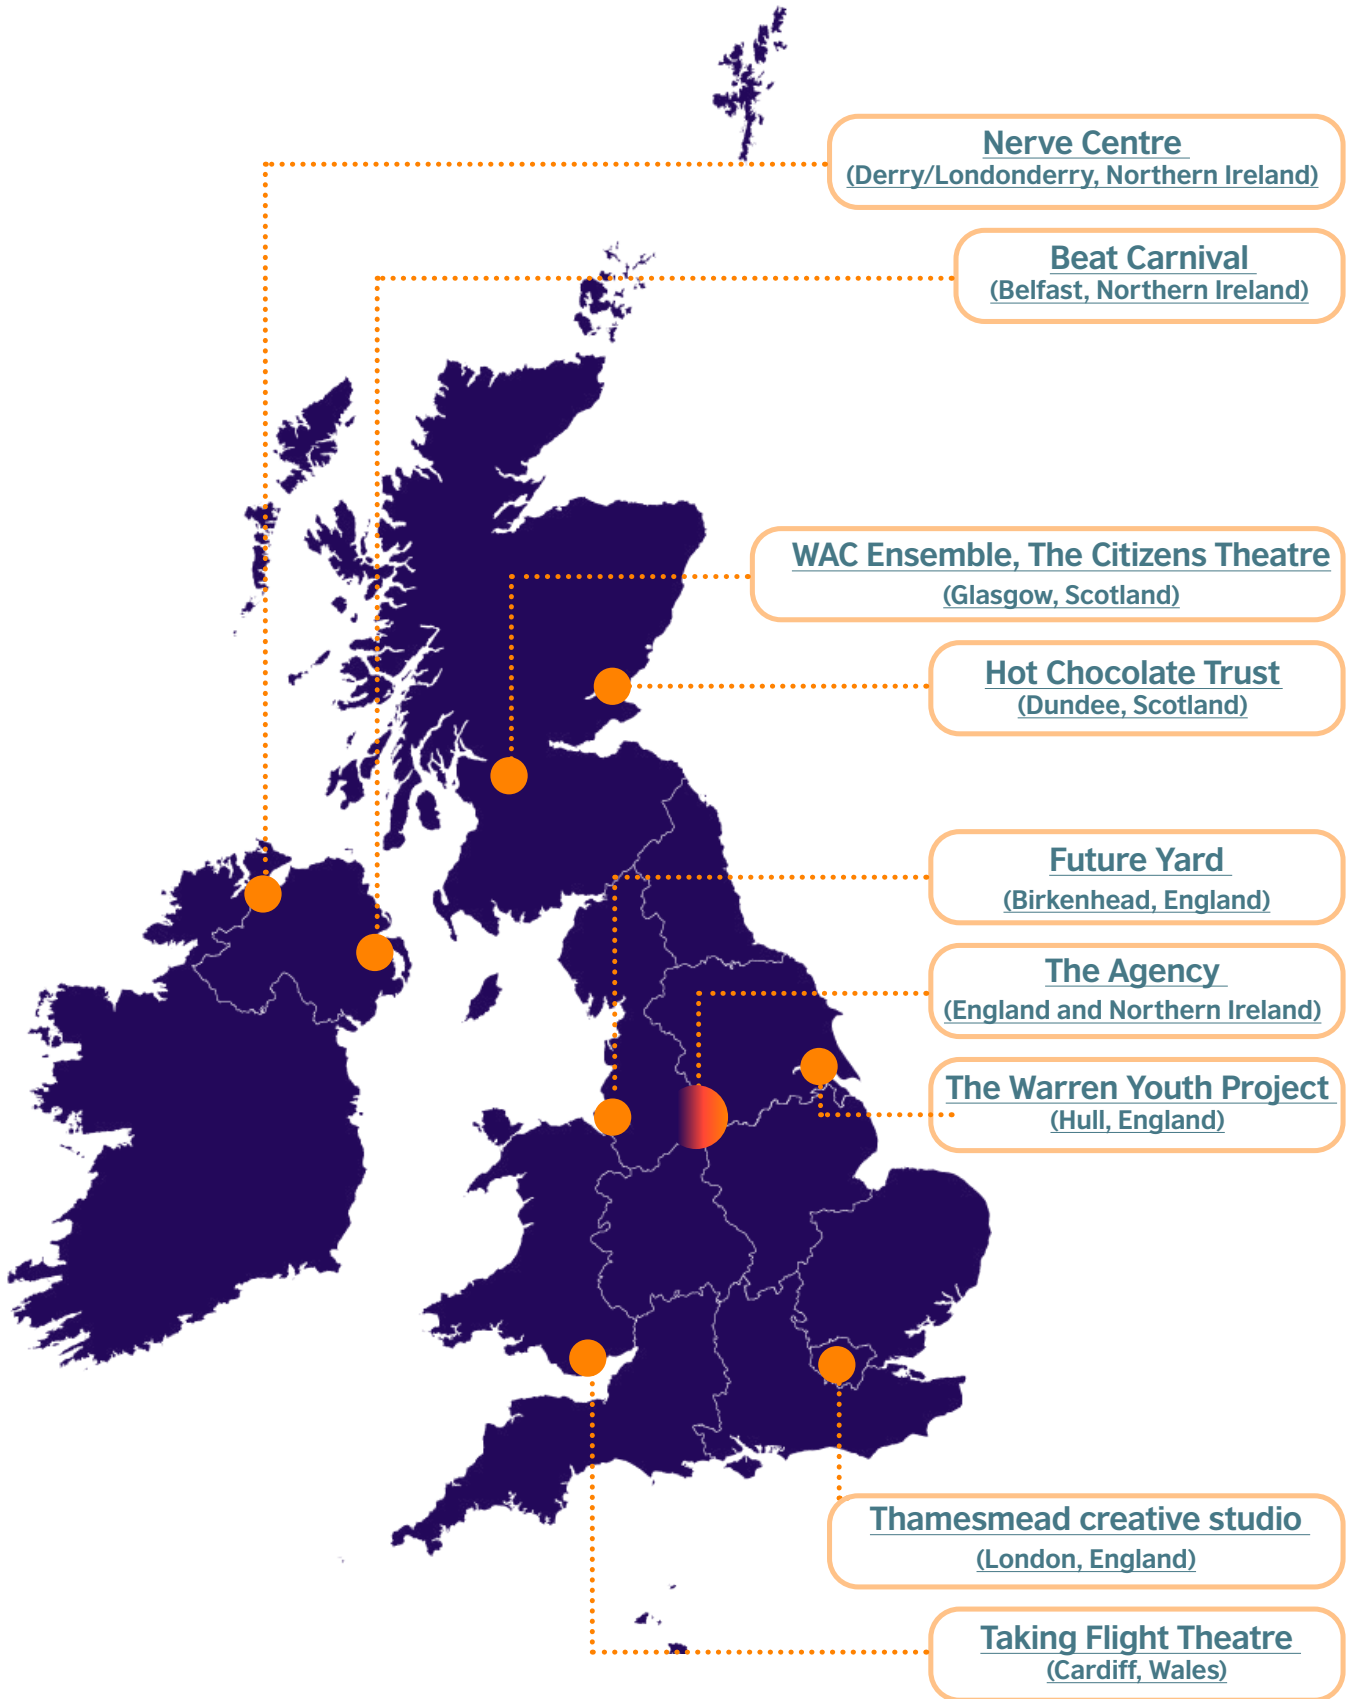 Nerve Centre
(Derry/Londonderry, Northern Ireland)
Beat Carnival
(Belfast, Northern Ireland)
WAC Ensemble, The Citizens Theatre
(Glasgow, Scotland)
Hot Chocolate Trust
(Dundee, Scotland)
Future Yard
(Birkenhead, England)
The Agency
(England and Northern Ireland)
The Warren Youth Project
(Hull, England)
Thamesmead creative studio
(London, England)
Taking Flight Theatre
(Cardiff, Wales)